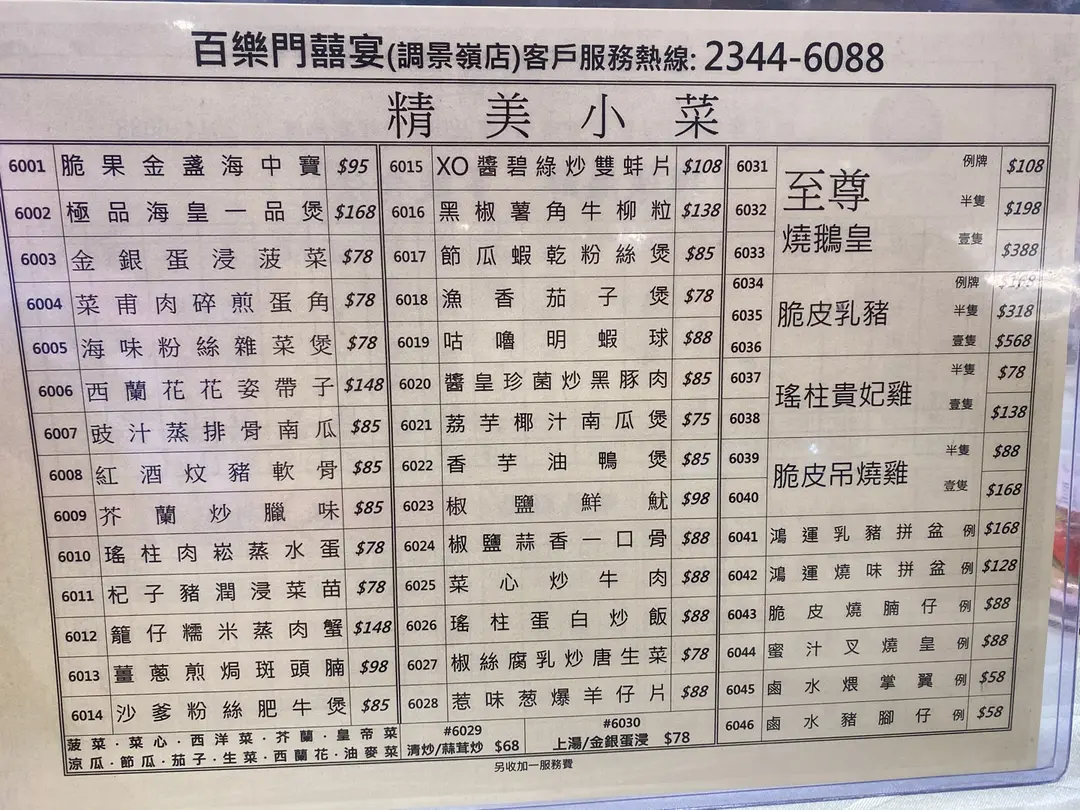 百樂門囍宴(調景嶺店)客戶服務熱線: 2344-6088
精美小菜
6001 脆果金盞海中寶 $95
6002 極品海皇一品煲 $168
6003 金銀蛋浸菠菜 $78
6004 菜甫肉碎煎蛋角 $78
6005 海味粉絲雜菜煲 $78
6006 西蘭花花姿帶子 $148
6007 豉汁蒸排骨南瓜 $85
6008 紅酒炆豬軟骨 $85
6009 芥蘭炒臘味 $85
6010 瑤柱肉崧蒸水蛋 $78
6011 杞子豬潤浸菜苗 $78
6012 籠仔糯米蒸肉蟹 $148
6013 薑蔥煎焗斑頭腩 $98
6014 沙爹粉絲肥牛煲 $85
6015 XO醬碧綠炒雙蚌片 $108
6016 黑椒薯角牛柳粒 $138
6017 節瓜蝦乾粉絲煲 $85
6018 漁香茄子煲 $78
6019 咕嚕明蝦球 $88
6020 醬皇珍菌炒黑豚肉 $85
6021 荔芋椰汁南瓜煲 $75
6022 香芋油鴨煲 $85
6023 椒鹽鮮魷 $98
6024 椒鹽蒜香一口骨 $88
6025 菜心炒牛肉 $88
6026 瑤柱蛋白炒飯 $88
6027 椒絲腐乳炒唐生菜 $78
6028 惹味葱爆羊仔片 $88
菠菜·菜心·西洋菜·芥蘭·皇帝菜
涼瓜·節瓜·茄子·生菜·西蘭花·油麥菜
#6029
清炒/蒜茸炒 $68
#6030
上湯/金銀蛋浸 $78
至尊
燒鵝皇
6031 例牌 $108
6032 半隻 $198
6033 壹隻 $388
脆皮乳豬
6034 例牌
6035 半隻 $318
6036 壹隻 $568
瑤柱貴妃雞
6037 半隻 $78
6038 壹隻 $138
脆皮吊燒雞
6039 半隻 $88
6040 壹隻 $168
6041 鴻運乳豬拼盆 例 $168
6042 鴻運燒味拼盆 例 $128
6043 脆皮燒腩仔 例 $88
6044 蜜汁叉燒皇 例 $88
6045 鹵水煨掌翼 例 $58
6046 鹵水豬腳仔 例 $58
另收加一服務費